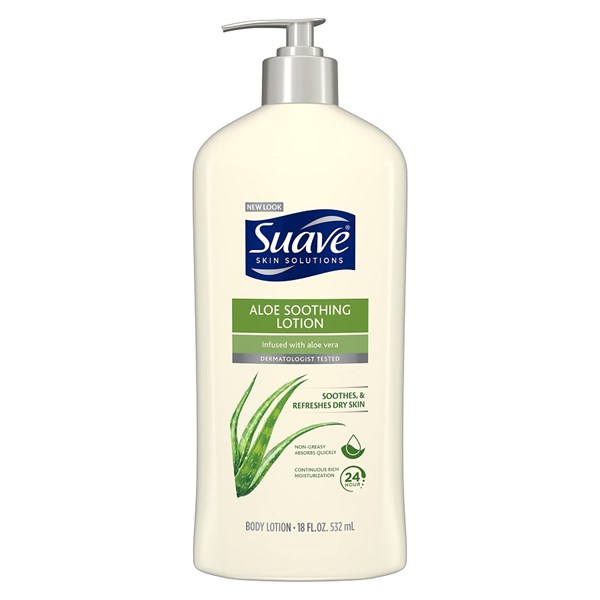 NEW LOOK
Suave®
SKIN SOLUTIONS
ALOE SOOTHING
LOTION
Infused with aloe vera
DERMATOLOGIST TESTED
SOOTHES, &
REFRESHES DRY SKIN
NON-GREASY
ABSORBS QUICKLY
CONTINUOUS RICH
MOISTURIZATION
24
HOUR+
BODY LOTION • 18 FL.OZ. 532 mL